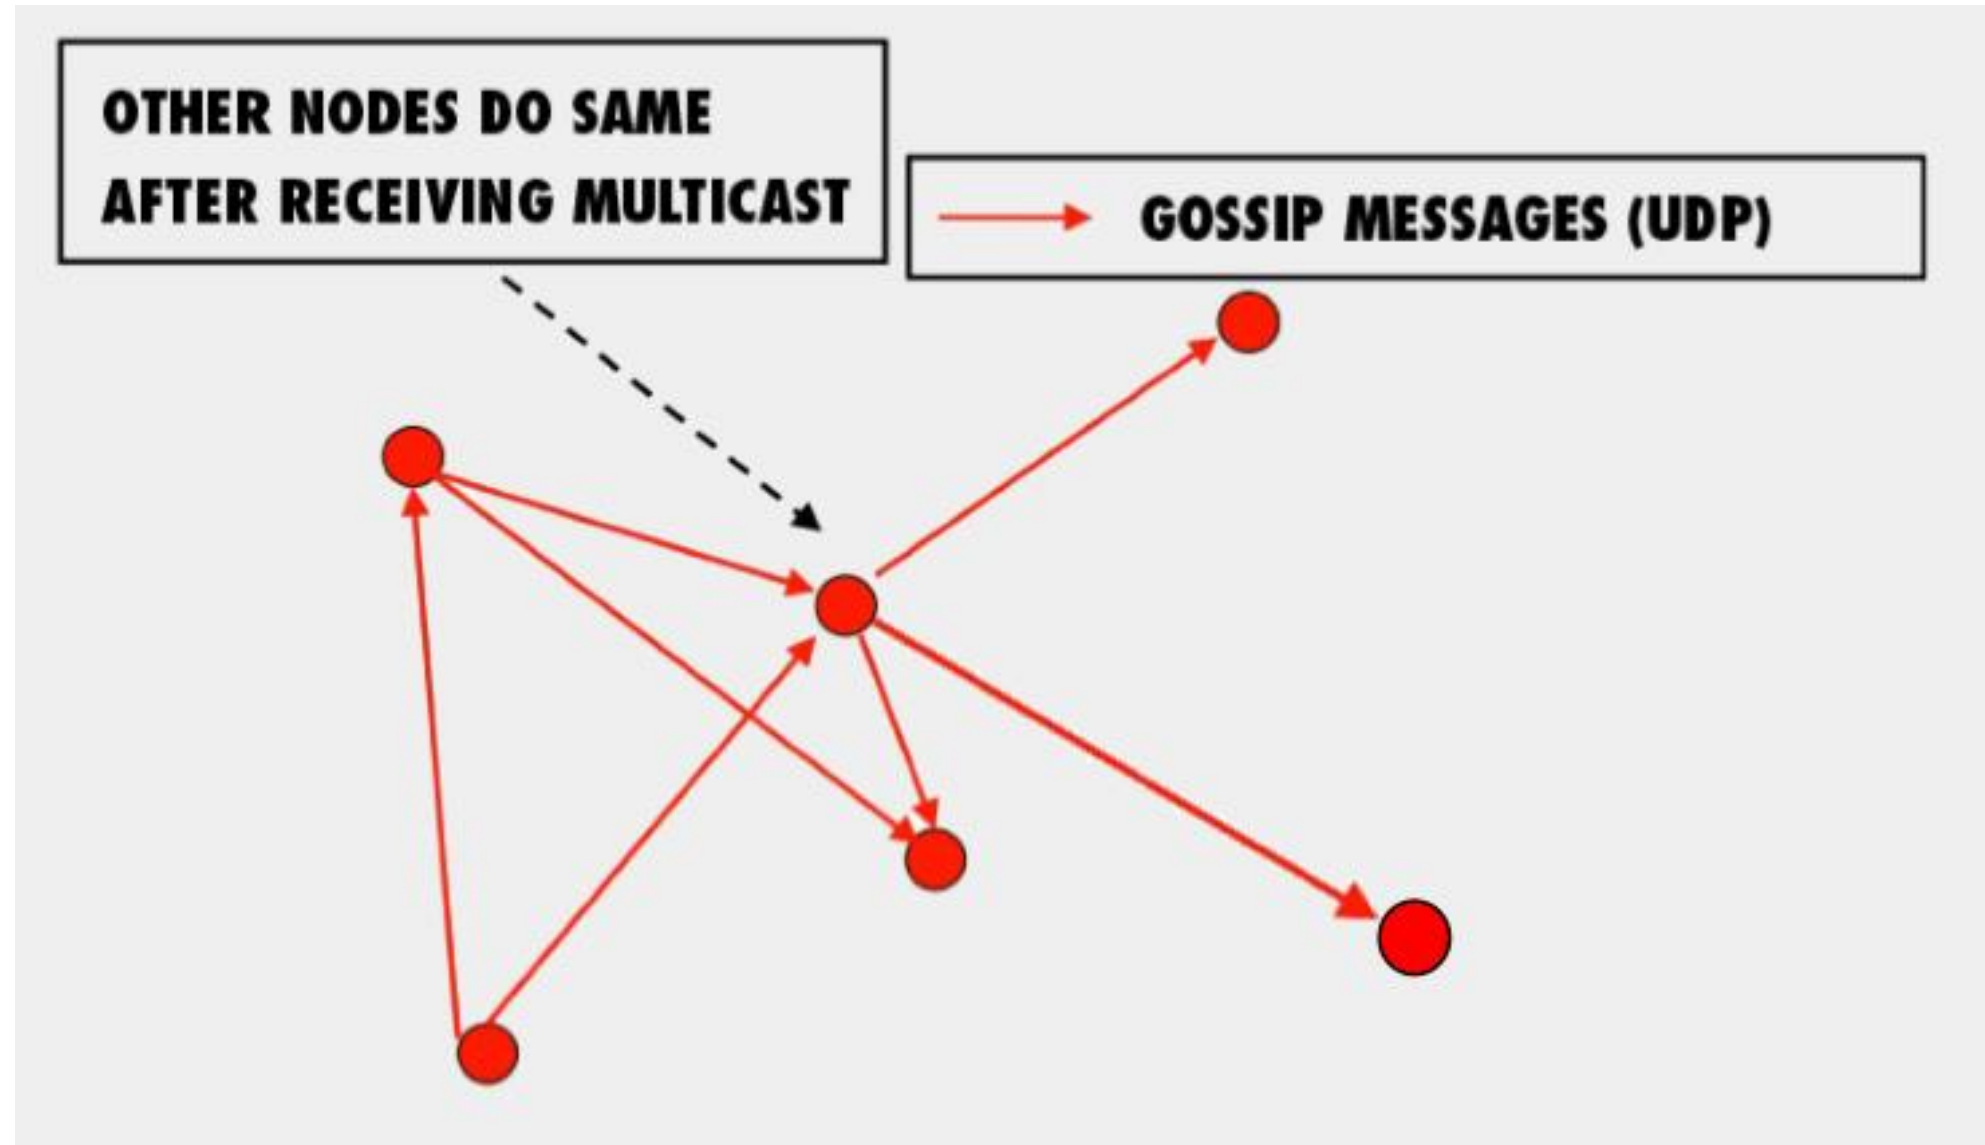 OTHER NODES DO SAME
AFTER RECEIVING MULTICAST
GOSSIP MESSAGES (UDP)